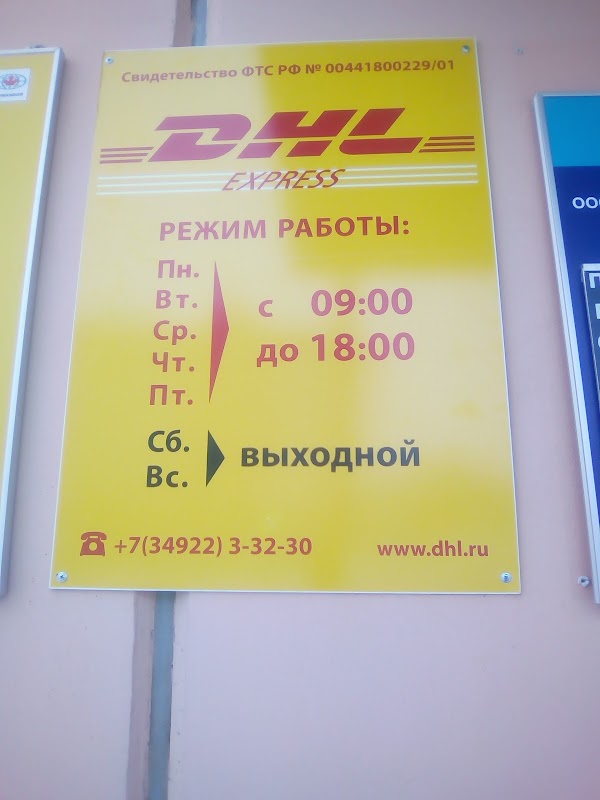 Свидетельство ФТС РФ № 00441800229/01
DHL
EXPRESS
РЕЖИМ РАБОТЫ:
Пн.
Вт.
Ср.
Чт.
Пт.
с 09:00
до 18:00
Сб.
Вс.
выходной
+7(34922) 3-32-30
www.dhl.ru